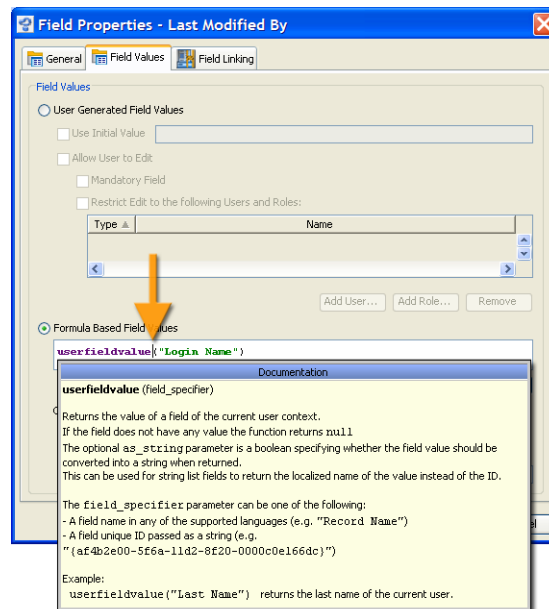 Field Properties - Last Modified By
General
Field Values
Field Linking
Field Values
User Generated Field Values
Use Initial Value
Allow User to Edit
Mandatory Field
Restrict Edit to the following Users and Roles:
Type Name
Add User... Add Role... Remove
Formula Based Field Values
userfieldvalue("Login Name")
Documentation
userfieldvalue (field_specifier)
Returns the value of a field of the current user context.
If the field does not have any value the function returns null
The optional as_string parameter is a boolean specifying whether the field value should be
converted into a string when returned.
This can be used for string list fields to return the localized name of the value instead of the ID.
The field_specifier parameter can be one of the following:
- A field name in any of the supported languages (e.g. "Record Name")
- A field unique ID passed as a string (e.g.
"{af4b2e00-5f6a-11d2-8f20-0000c0e166dc}")
Example:
userfieldvalue("Last Name") returns the last name of the current user.